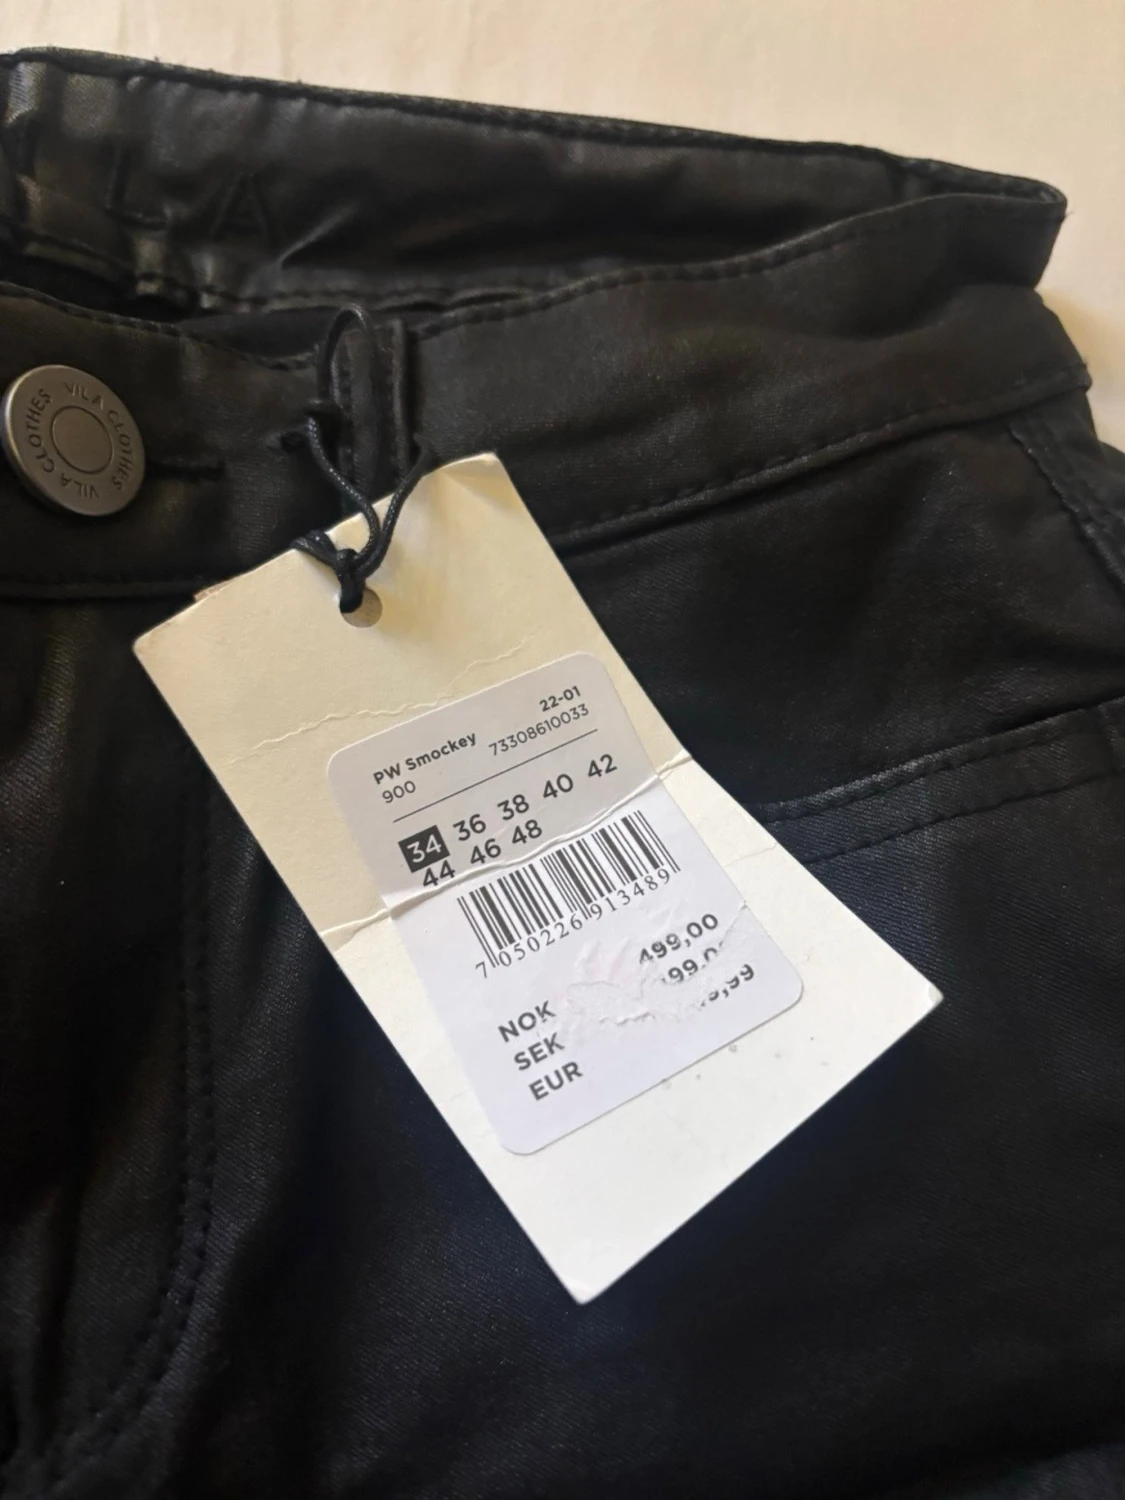 L A
VILA CLOTHES VILA CLOTHES
22-01
PW Smockey 73308610033
900
34 36 38 40 42
44 46 48
7 050226 913489
NOK 499,00
SEK
EUR